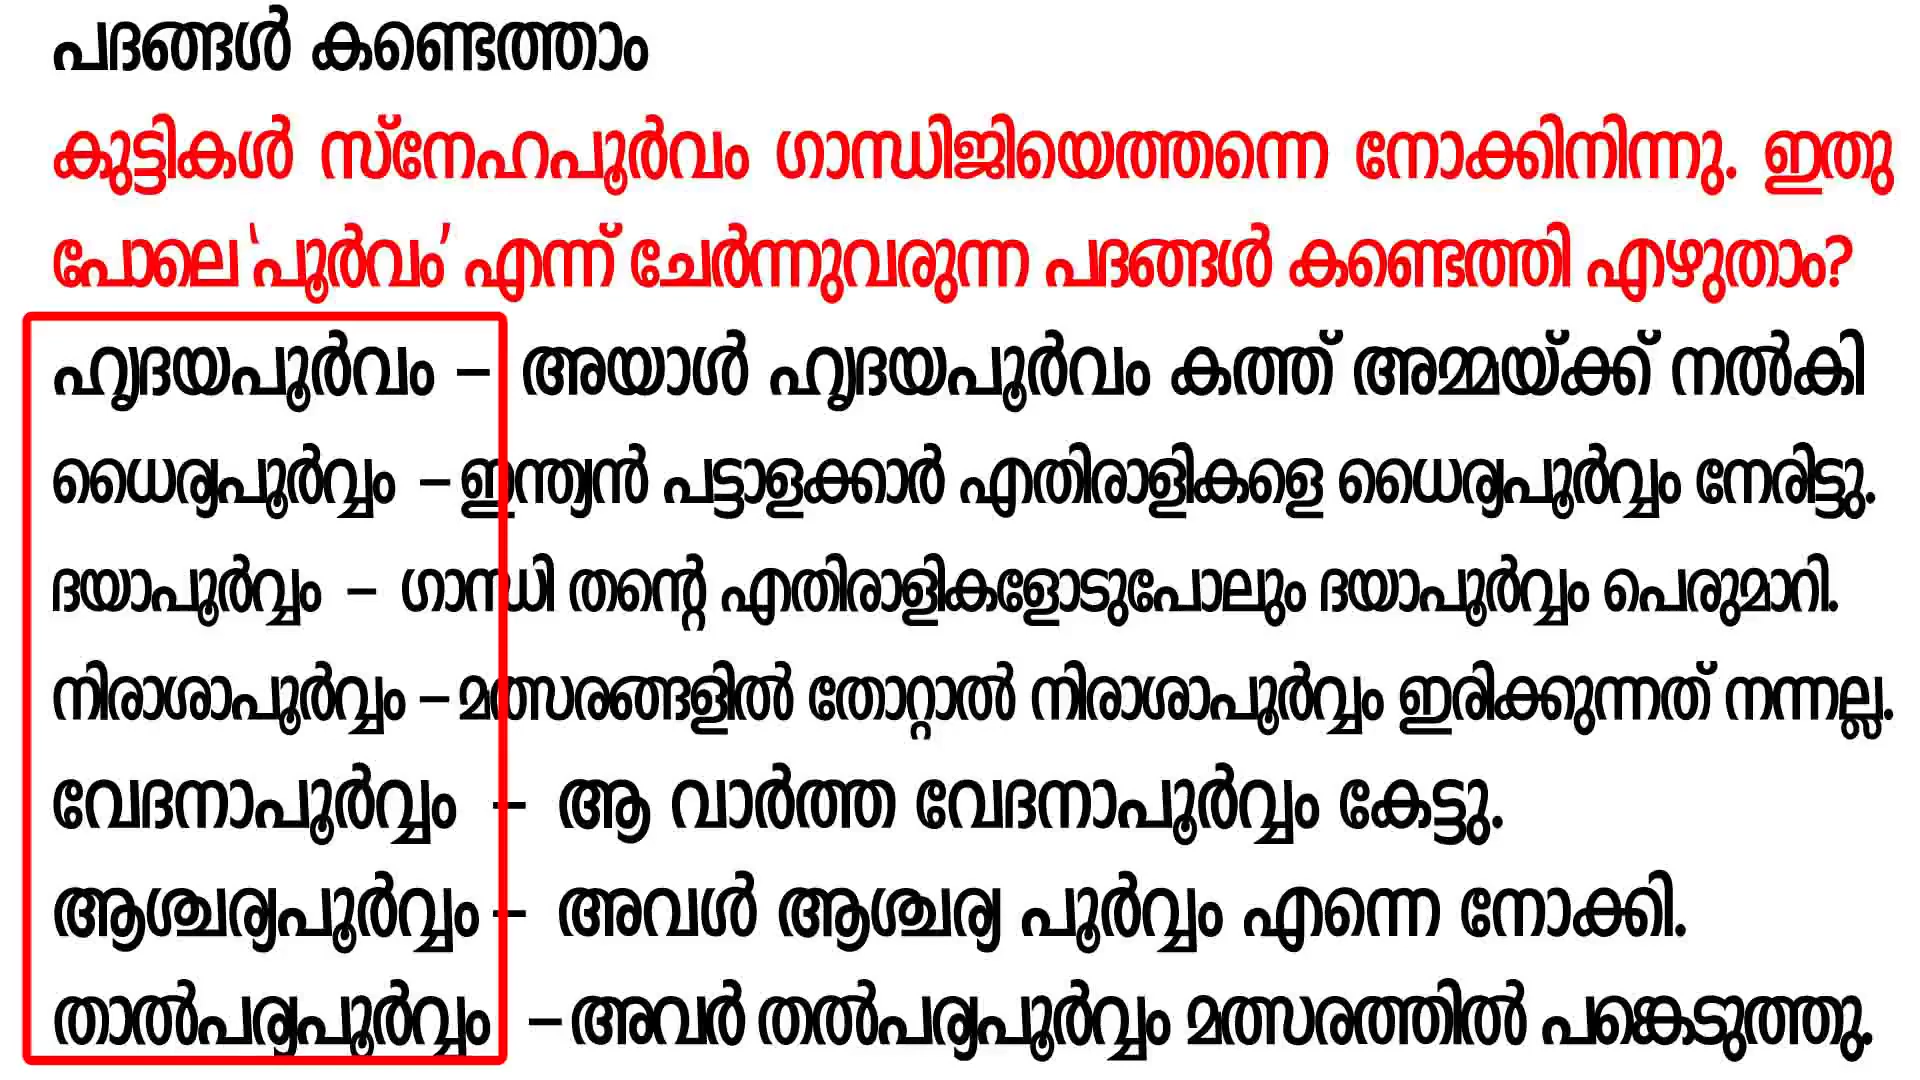 പദങ്ങൾ കണ്ടെത്താം
കുട്ടികൾ സ്നേഹപൂർവം ഗാന്ധിജിയെത്തന്നെ നോക്കിനിന്നു. ഇതു
പോലെ 'പൂർവം' എന്ന് ചേർന്നുവരുന്ന പദങ്ങൾ കണ്ടെത്തി എഴുതാം?
ഹൃദയപൂർവം - അയാൾ ഹൃദയപൂർവം കത്ത് അമ്മയ്ക്ക് നൽകി
ധൈര്യപൂർവ്വം - ഇന്ത്യൻ പട്ടാളക്കാർ എതിരാളികളെ ധൈര്യപൂർവ്വം നേരിട്ടു.
ദയാപൂർവ്വം - ഗാന്ധി തന്റെ എതിരാളികളോടുപോലും ദയാപൂർവ്വം പെരുമാറി.
നിരാശാപൂർവ്വം - മത്സരങ്ങളിൽ തോറ്റാൽ നിരാശാപൂർവ്വം ഇരിക്കുന്നത് നന്നല്ല.
വേദനാപൂർവ്വം - ആ വാർത്ത വേദനാപൂർവ്വം കേട്ടു.
ആശ്ചര്യപൂർവ്വം - അവൾ ആശ്ചര്യ പൂർവ്വം എന്നെ നോക്കി.
താൽപര്യപൂർവ്വം - അവർ തൽപര്യപൂർവ്വം മത്സരത്തിൽ പങ്കെടുത്തു.